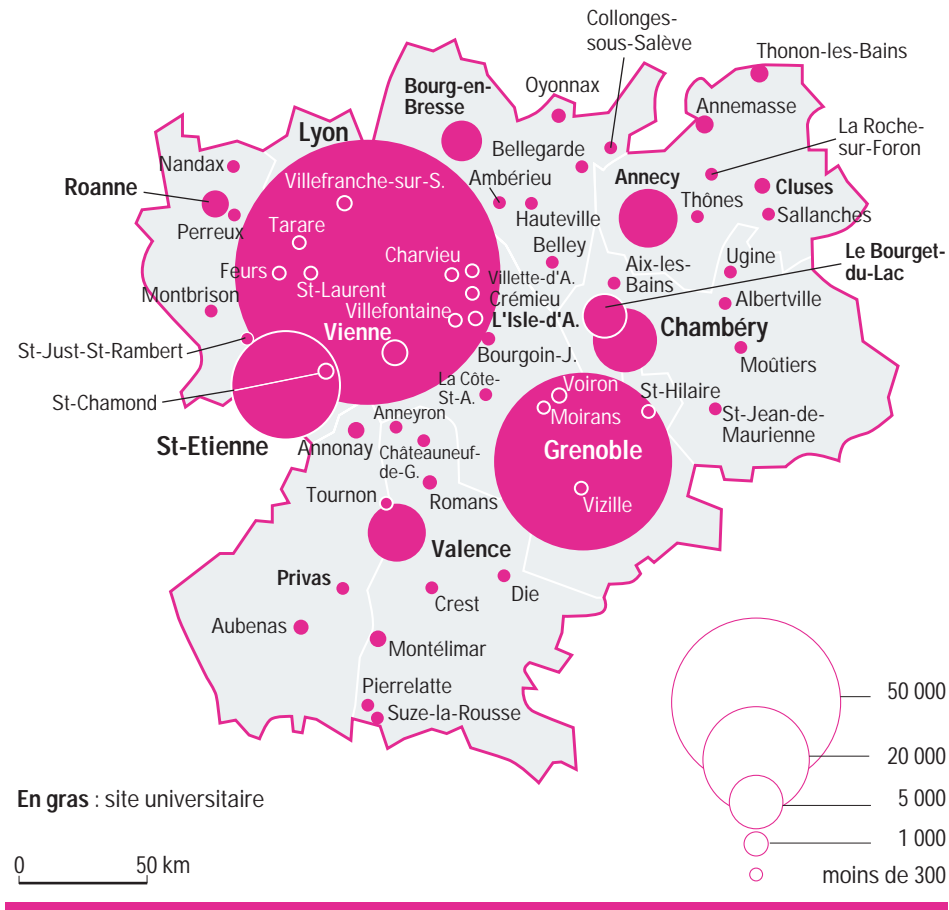 Collonges-
sous-Salève
Thonon-les-Bains
Bourg-en-
Bresse
Oyonnax
Annemasse
Lyon
La Roche-
sur-Foron
Nandax
Bellegarde
Villefranche-sur-S.
Ambérieu
Annecy
Cluses
Roanne
Thônes
Sallanches
Perreux
Tarare
Hauteville
Charvieu
Belley
Ugine
Le Bourget-
du-Lac
Feurs
St-Laurent
Villette-d'A.
Aix-les-
Bains
Montbrison
Crémieu
Albertville
Villefontaine
L'Isle-d'A.
Vienne
Chambéry
St-Just-St-Rambert
Bourgoin-J.
Moûtiers
La Côte-
St-A.
Voiron
St-Hilaire
St-Chamond
Anneyron
Moirans
St-Jean-de-
Maurienne
St-Etienne
Annonay
Châteauneuf-
de-G.
Grenoble
Tournon
Romans
Vizille
Valence
Privas
Crest
Die
Aubenas
Montélimar
Pierrelatte
Suze-la-Rousse
50 000
20 000
5 000
1 000
moins de 300
En gras : site universitaire
0 50 km